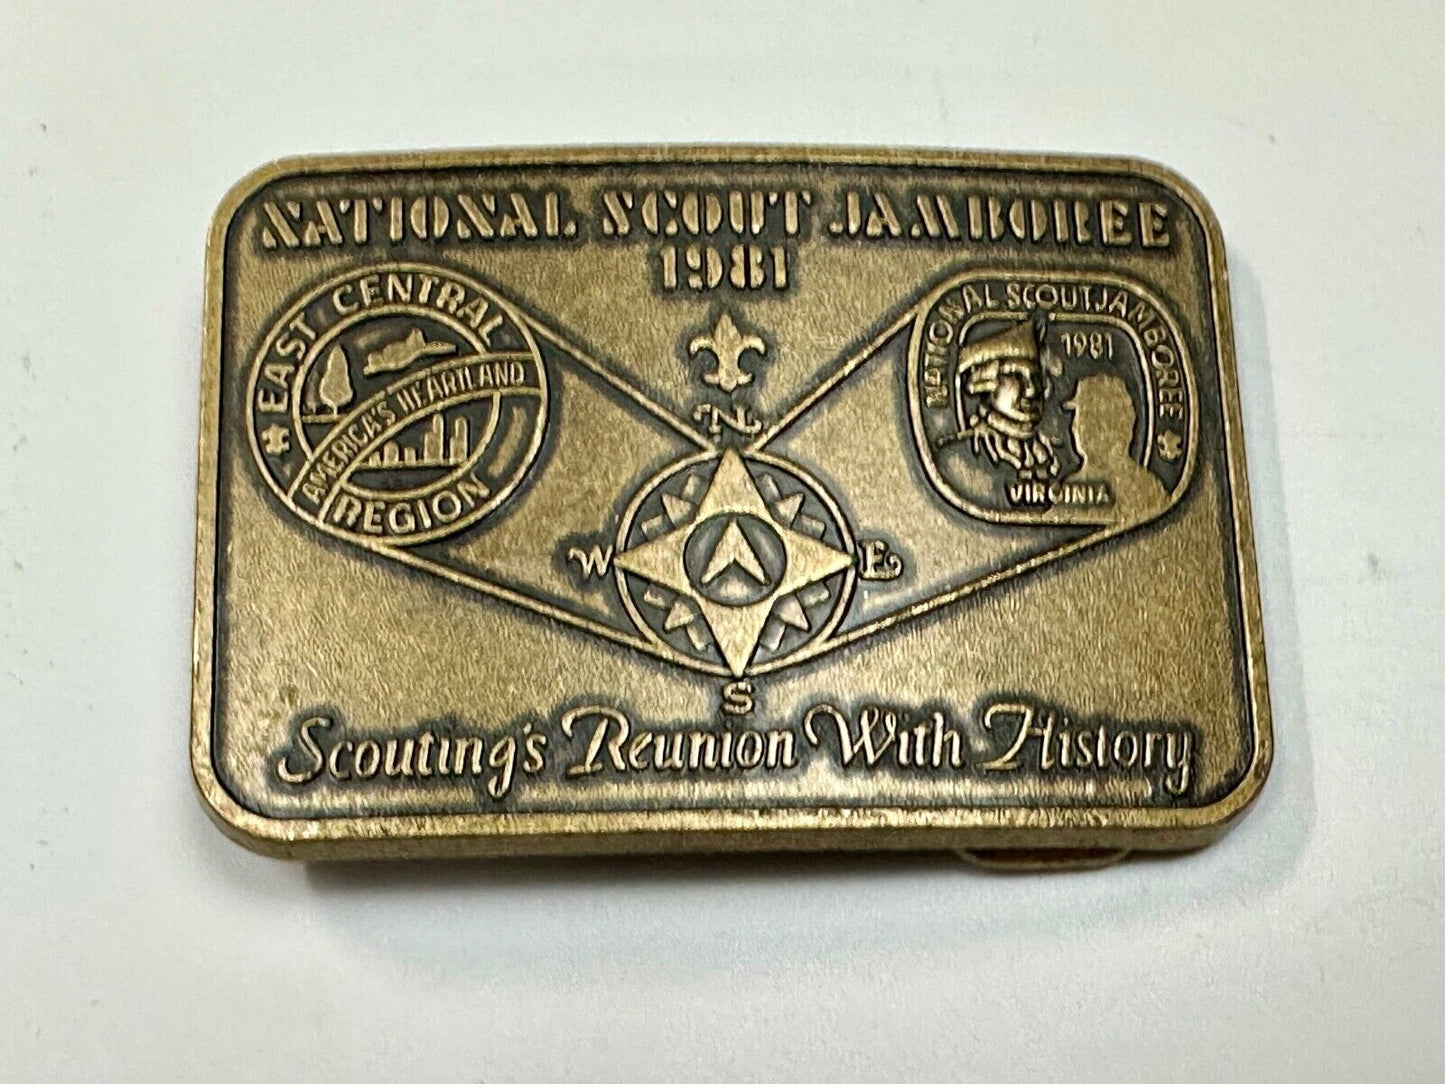 NATIONAL SCOUT JAMBOREE
1981
EAST CENTRAL
AMERICA'S HEARTLAND
REGION
NATIONAL SCOUT JAMBOREE
1981
VIRGINIA
N
W
E
S
Scouting's Reunion With History